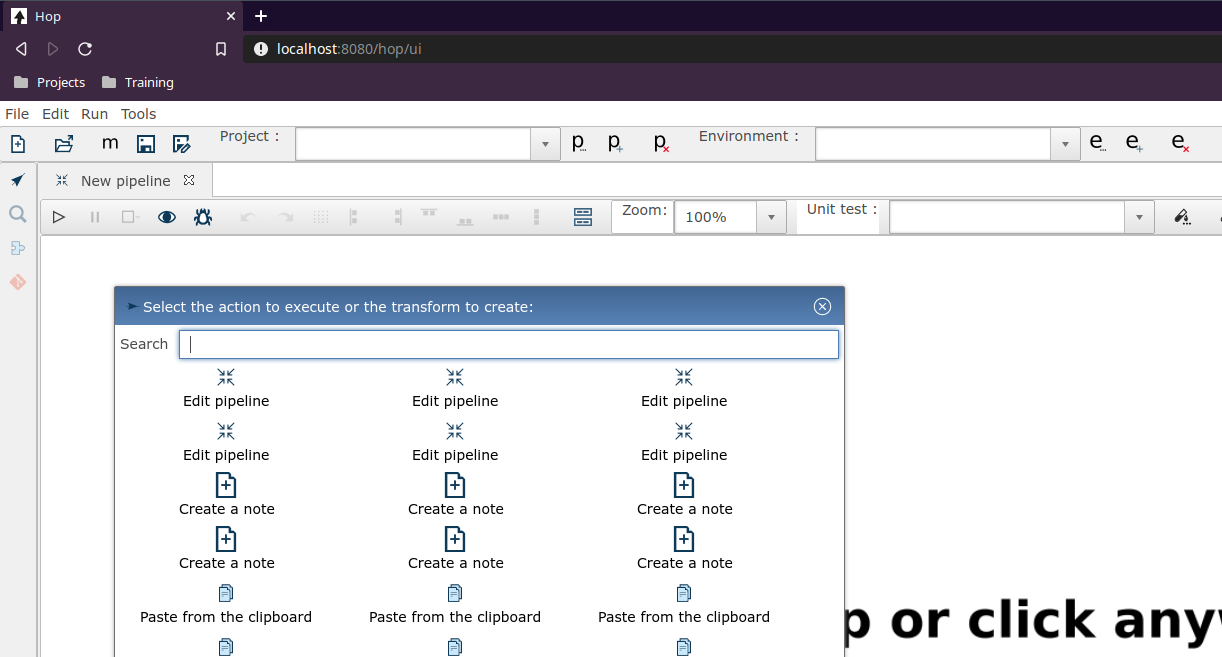 Hop
localhost:8080/hop/ui
Projects Training
File Edit Run Tools
m Project : p... p+ px Environment : e... e+ ex
New pipeline
Zoom: 100% Unit test :
Select the action to execute or the transform to create:
Search
Edit pipeline Edit pipeline Edit pipeline
Edit pipeline Edit pipeline Edit pipeline
Create a note Create a note Create a note
Create a note Create a note Create a note
Paste from the clipboard Paste from the clipboard Paste from the clipboard
p or click any